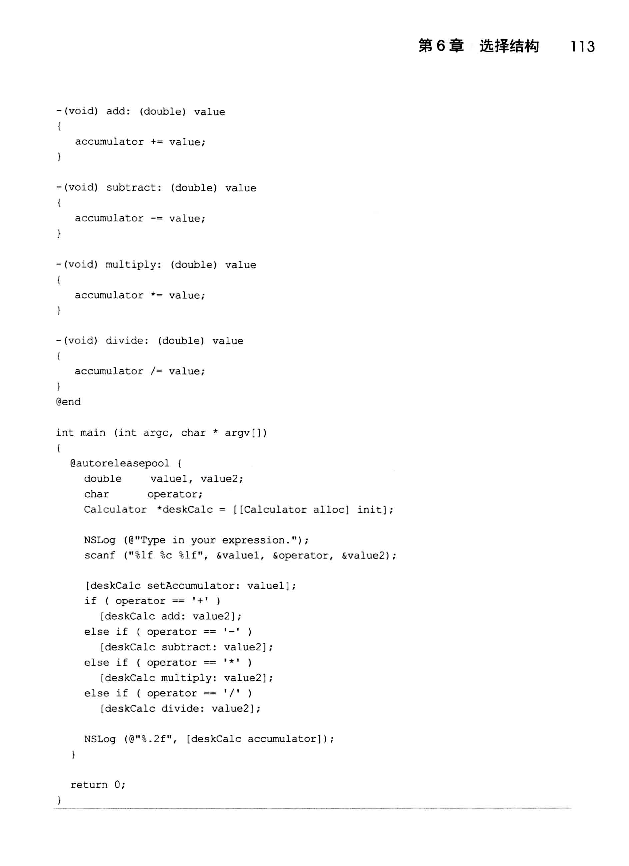 第 6 章 选择结构 113
-(void) add: (double) value
{
accumulator += value;
}
-(void) subtract: (double) value
{
accumulator -= value;
}
-(void) multiply: (double) value
{
accumulator *= value;
}
-(void) divide: (double) value
{
accumulator /= value;
}
@end
int main (int argc, char * argv[])
{
@autoreleasepool {
double value1, value2;
char operator;
Calculator *deskCalc = [[Calculator alloc] init];
NSLog (@"Type in your expression.");
scanf ("%lf %c %lf", &value1, &operator, &value2);
[deskCalc setAccumulator: value1];
if ( operator == '+' )
[deskCalc add: value2];
else if ( operator == '-' )
[deskCalc subtract: value2];
else if ( operator == '*' )
[deskCalc multiply: value2];
else if ( operator == '/' )
[deskCalc divide: value2];
NSLog (@"%.2f", [deskCalc accumulator]);
}
return 0;
}